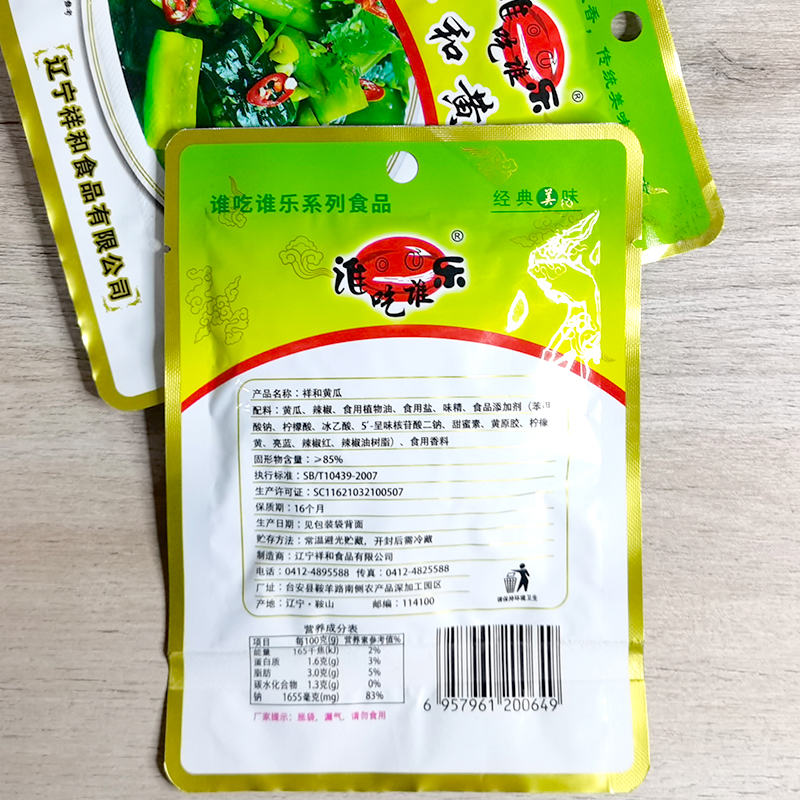 谁吃谁乐
®
香，传统美味
和黄
辽宁祥和食品有限公司
谁吃谁乐系列食品
经典美味
谁吃谁乐
®
产品名称：祥和黄瓜
配料：黄瓜、辣椒、食用植物油、食用盐、味精、食品添加剂（苯甲
酸钠、柠檬酸、冰乙酸、5′-呈味核苷酸二钠、甜蜜素、黄原胶、柠檬
黄、亮蓝、辣椒红、辣椒油树脂）、食用香料
固形物含量：≥85%
执行标准：SB/T10439-2007
生产许可证：SC11621032100507
保质期：16个月
生产日期：见包装袋背面
贮存方法：常温避光贮藏，开封后需冷藏
制造商：辽宁祥和食品有限公司
电话：0412-4895588 传真：0412-4825588
厂址：台安县鞍羊路南侧农产品深加工园区
产地：辽宁·鞍山 邮编：114100
请保持环境卫生
营养成分表
项目 每100克(g) 营养素参考值%
能量 165千焦(kJ) 2%
蛋白质 1.6克(g) 3%
脂肪 3.0克(g) 5%
碳水化合物 1.3克(g) 0%
钠 1655毫克(mg) 83%
厂家提示：胀袋，漏气，请勿食用
6 957961 200649